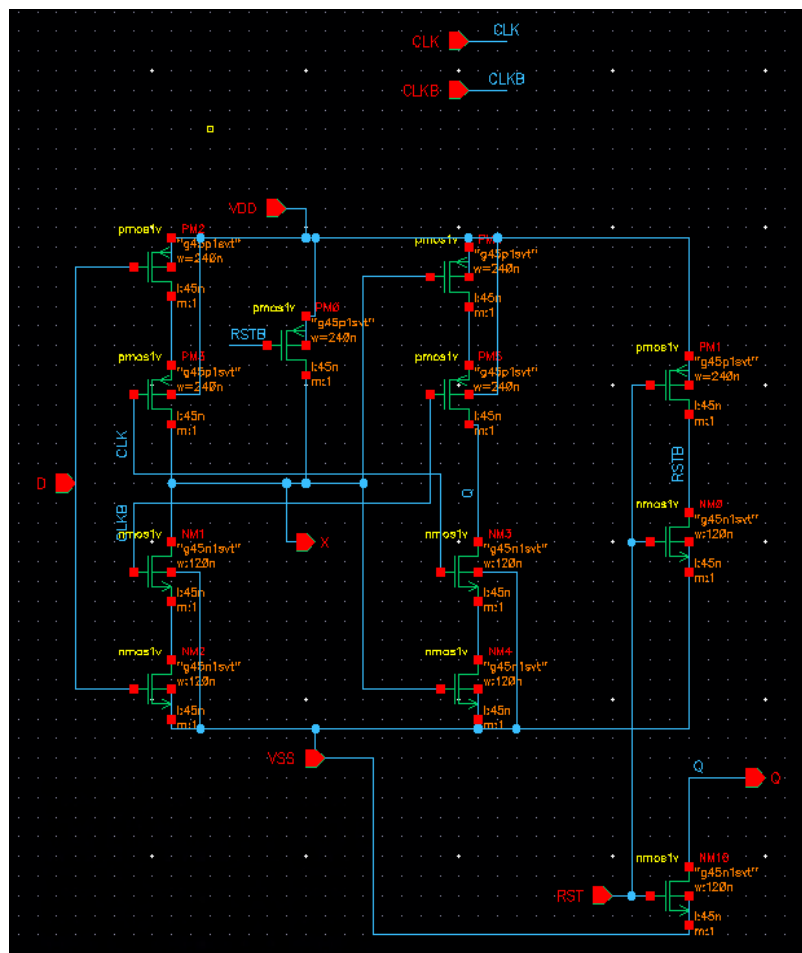 CLK
CLK
CLKB
CLKB
VDD
pmos1v
PM2
"g45p1svt"
w=240n
l:45n
m:1
pmos1v
"g45p1svt"
w=240n
l:45n
m:1
pmos1v
PM0
"g45p1svt"
w=240n
l:45n
m:1
RSTB
pmos1v
PM3
"g45p1svt"
w=240n
l:45n
m:1
pmos1v
PM5
"g45p1svt"
w=240n
l:45n
m:1
pmos1v
PM1
"g45p1svt"
w=240n
l:45n
m:1
CLK
RSTB
D
Q
CLKB
X
nmos1v
NM1
"g45n1svt"
w:120n
l:45n
m:1
nmos1v
NM3
"g45n1svt"
w:120n
l:45n
m:1
nmos1v
NM0
"g45n1svt"
w:120n
l:45n
m:1
nmos1v
NM2
"g45n1svt"
w:120n
l:45n
m:1
nmos1v
NM4
"g45n1svt"
w:120n
l:45n
m:1
VSS
Q
Q
nmos1v
NM10
"g45n1svt"
w:120n
l:45n
m:1
RST